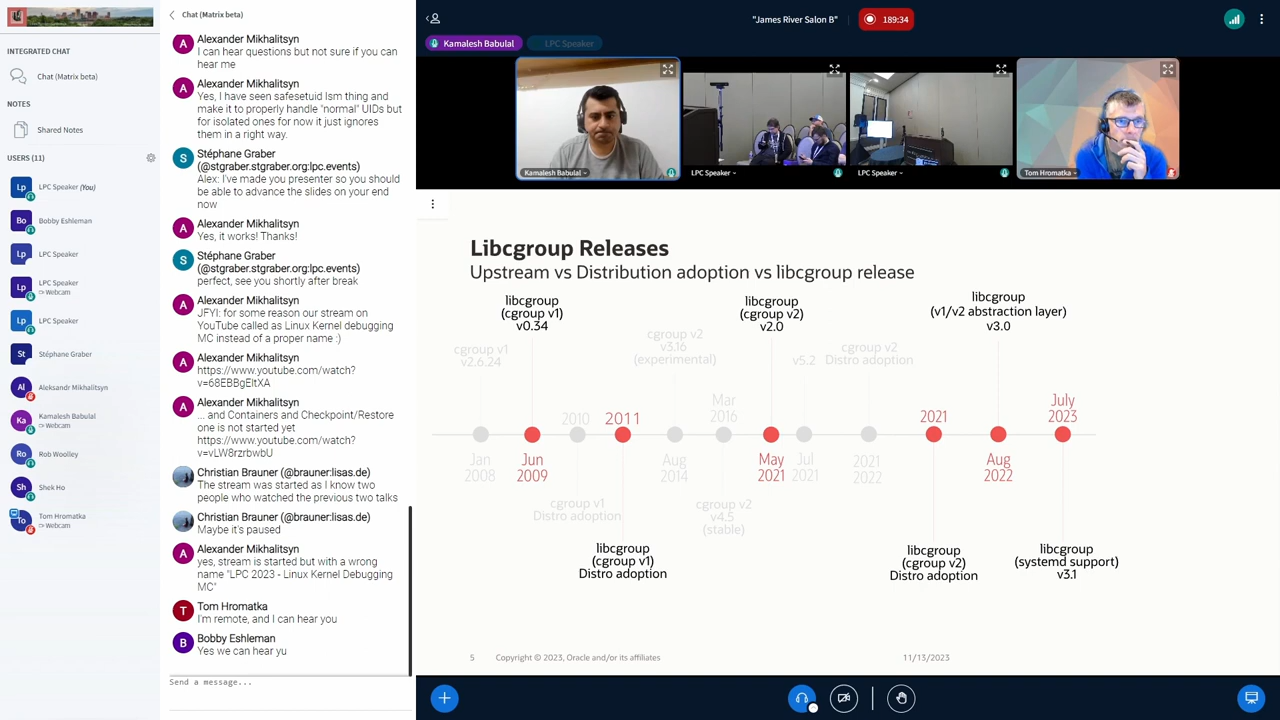 INTEGRATED CHAT
Chat (Matrix beta)
NOTES
Shared Notes
USERS (11)
Lp
LPC Speaker (You)
Bo
Bobby Eshleman
Lp
LPC Speaker
Lp
LPC Speaker
Webcam
Lp
LPC Speaker
St
Stéphane Graber
Al
Aleksandr Mikhalitsyn
Ka
Kamalesh Babulal
Webcam
Ro
Rob Woolley
Sh
Shek Ho
To
Tom Hromatka
Webcam
Chat (Matrix beta)
A
Alexander Mikhalitsyn
I can hear questions but not sure if you can
hear me
A
Alexander Mikhalitsyn
Yes, I have seen safesetuid lsm thing and
make it to properly handle "normal" UIDs but
for isolated ones for now it just ignores
them in a right way.
S
Stéphane Graber
(@stgraber.stgraber.org:lpc.events)
Alex: I've made you presenter so you should
be able to advance the slides on your end
now
A
Alexander Mikhalitsyn
Yes, it works! Thanks!
S
Stéphane Graber
(@stgraber.stgraber.org:lpc.events)
perfect, see you shortly after break
A
Alexander Mikhalitsyn
JFYI: for some reason our stream on
YouTube called as Linux Kernel debugging
MC instead of a proper name :)
A
Alexander Mikhalitsyn
https://www.youtube.com/watch?
v=68EBBgEltXA
A
Alexander Mikhalitsyn
... and Containers and Checkpoint/Restore
one is not started yet
https://www.youtube.com/watch?
v=vLW8rzrbwbU
Christian Brauner (@brauner:lisas.de)
The stream was started as I know two
people who watched the previous two talks
Christian Brauner (@brauner:lisas.de)
Maybe it's paused
A
Alexander Mikhalitsyn
yes, stream is started but with a wrong
name "LPC 2023 - Linux Kernel Debugging
MC"
T
Tom Hromatka
I'm remote, and I can hear you
B
Bobby Eshleman
Yes we can hear yu
Send a message...
"James River Salon B"
189:34
Kamalesh Babulal
LPC Speaker
Kamalesh Babulal
LPC Speaker
LPC Speaker
Tom Hromatka
Libcgroup Releases
Upstream vs Distribution adoption vs libcgroup release
libcgroup
(cgroup v1)
v0.34
libcgroup
(cgroup v2)
v2.0
libcgroup
(v1/v2 abstraction layer)
v3.0
cgroup v1
v2.6.24
cgroup v2
v3.16
(experimental)
v5.2
cgroup v2
Distro adoption
2010
2011
Mar
2016
2021
July
2023
Jan
2008
Jun
2009
Aug
2014
May
2021
Jul
2021
2021
2022
Aug
2022
cgroup v1
Distro adoption
cgroup v2
v4.5
(stable)
libcgroup
(cgroup v1)
Distro adoption
libcgroup
(cgroup v2)
Distro adoption
libcgroup
(systemd support)
v3.1
5
Copyright © 2023, Oracle and/or its affiliates
11/13/2023